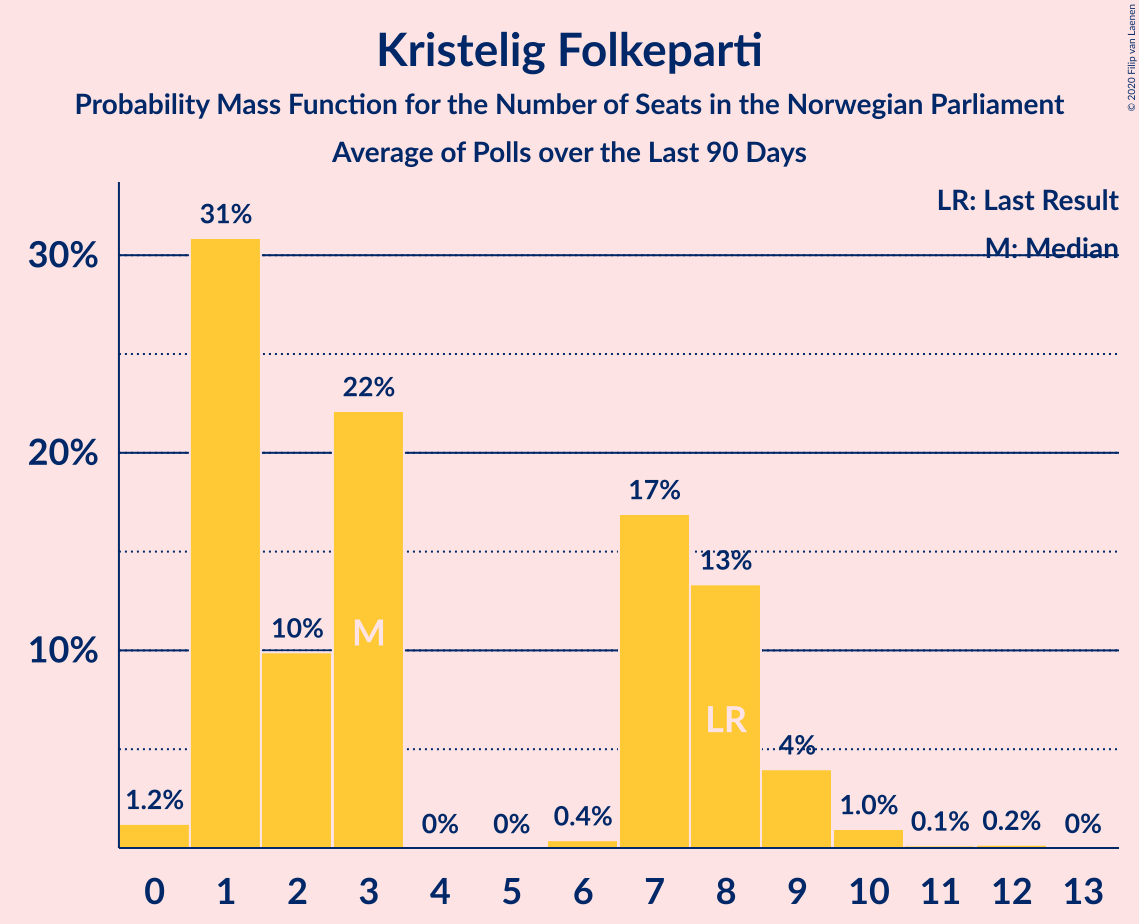 Kristelig Folkeparti
Probability Mass Function for the Number of Seats in the Norwegian Parliament
Average of Polls over the Last 90 Days
© 2020 Filip van Laenen
LR: Last Result
M: Median
30%
20%
10%
1.2%
31%
10%
22%
0%
0%
0.4%
17%
13%
4%
1.0%
0.1%
0.2%
0%
M
LR
0 1 2 3 4 5 6 7 8 9 10 11 12 13